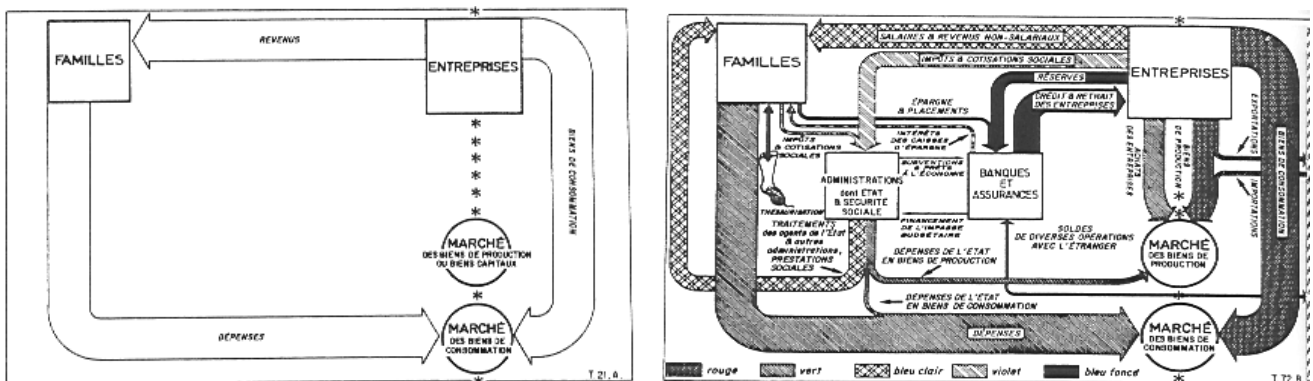 REVENUS
FAMILLES
ENTREPRISES
BIENS DE CONSOMMATION
MARCHÉ
DES BIENS DE PRODUCTION
OU BIENS CAPITAUX
MARCHÉ
DES BIENS DE
CONSOMMATION
DÉPENSES
T.21.A.
SALAIRES & REVENUS NON-SALARIAUX
FAMILLES
IMPÔTS & COTISATIONS SOCIALES
ENTREPRISES
RÉSERVES
CRÉDIT & RETRAIT
DES ENTREPRISES
ÉPARGNE
& PLACEMENTS
IMPÔTS
& COTISATIONS
SOCIALES
INTÉRÊTS
DES CAISSES
D'ÉPARGNE
SUBVENTIONS
& PRÊTS
À L'ÉCONOMIE
ACHATS
DES ENTREPRISES
BIENS
DE PRODUCTION
EXPORTATIONS
IMPORTATIONS
BIENS DE CONSOMMATION
ADMINISTRATIONS
dont ÉTAT
& SÉCURITÉ
SOCIALE
BANQUES
ET
ASSURANCES
THÉSAURISATION
FINANCEMENT
DE L'IMPASSE
BUDGÉTAIRE
TRAITEMENTS
des agents de l'État
& autres
administrations,
PRESTATIONS
SOCIALES
SOLDES
DE DIVERSES OPÉRATIONS
AVEC L'ÉTRANGER
DÉPENSES DE L'ÉTAT
EN BIENS DE PRODUCTION
MARCHÉ
DES BIENS DE
PRODUCTION
DÉPENSES DE L'ÉTAT
EN BIENS DE CONSOMMATION
DÉPENSES
MARCHÉ
DES BIENS DE
CONSOMMATION
rouge
vert
bleu clair
violet
bleu foncé
T.72.B